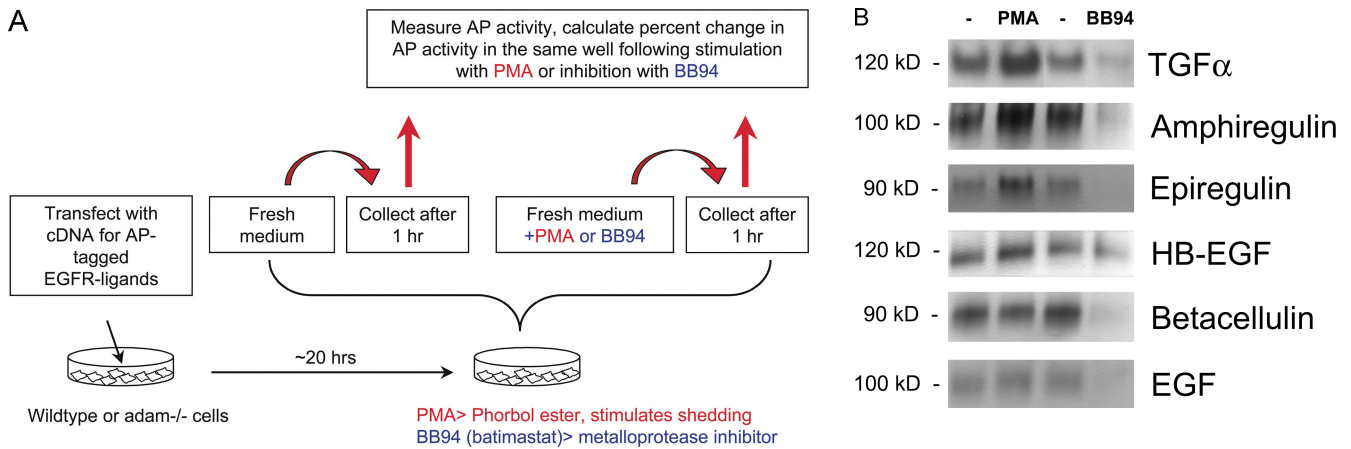 A
Measure AP activity, calculate percent change in
AP activity in the same well following stimulation
with PMA or inhibition with BB94
Transfect with
cDNA for AP-
tagged
EGFR-ligands
Fresh
medium
Collect after
1 hr
Fresh medium
+PMA or BB94
Collect after
1 hr
~20 hrs
Wildtype or adam-/- cells
PMA> Phorbol ester, stimulates shedding
BB94 (batimastat)> metalloprotease inhibitor
B
- PMA - BB94
120 kD - TGFα
100 kD - Amphiregulin
90 kD - Epiregulin
120 kD - HB-EGF
90 kD - Betacellulin
100 kD - EGF